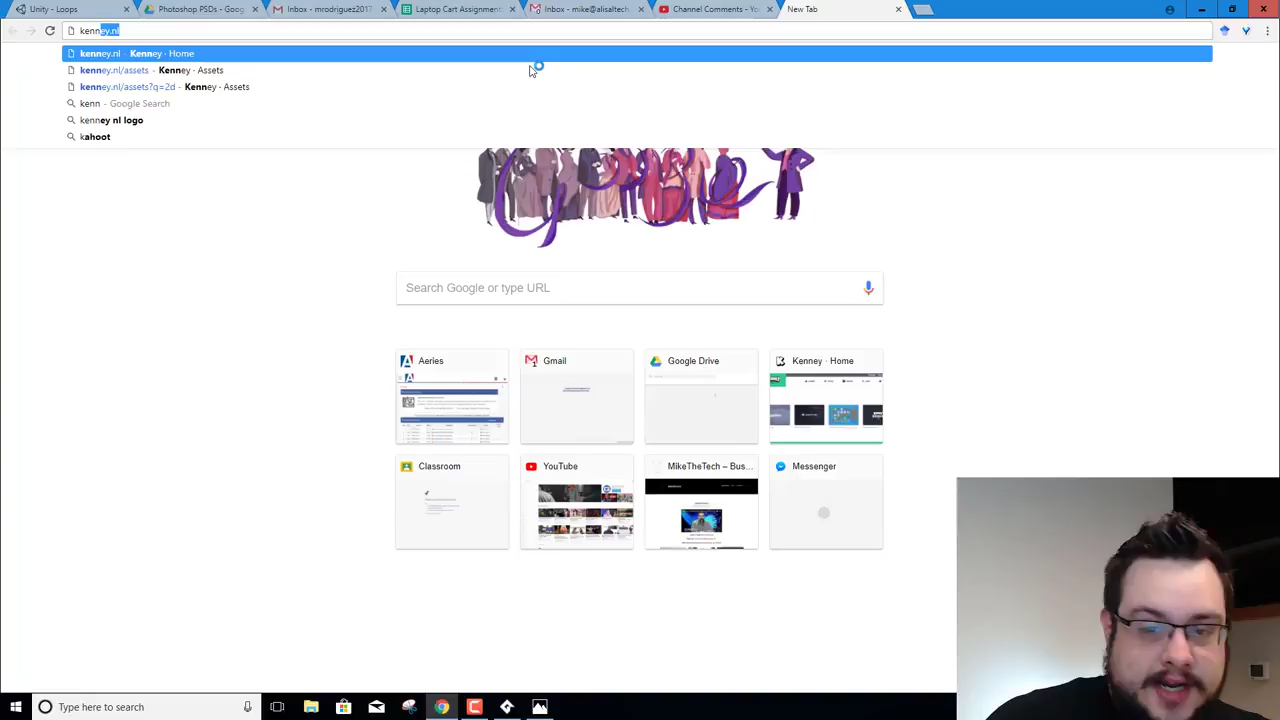 Unity - Loops
Photoshop PSDs - Goog
Inbox - mrodriguez2017
Laptop Cart Assignment
Inbox - mike@alisaltech
Channel Comments - Yo
New Tab
kenney.nl
kenney.nl - Kenney · Home
kenney.nl/assets - Kenney · Assets
kenney.nl/assets?q=2d - Kenney · Assets
kenn - Google Search
kenney nl logo
kahoot
Search Google or type URL
Aeries
Gmail
Google Drive
Kenney · Home
Classroom
YouTube
MikeTheTech – Bus...
Messenger
Type here to search